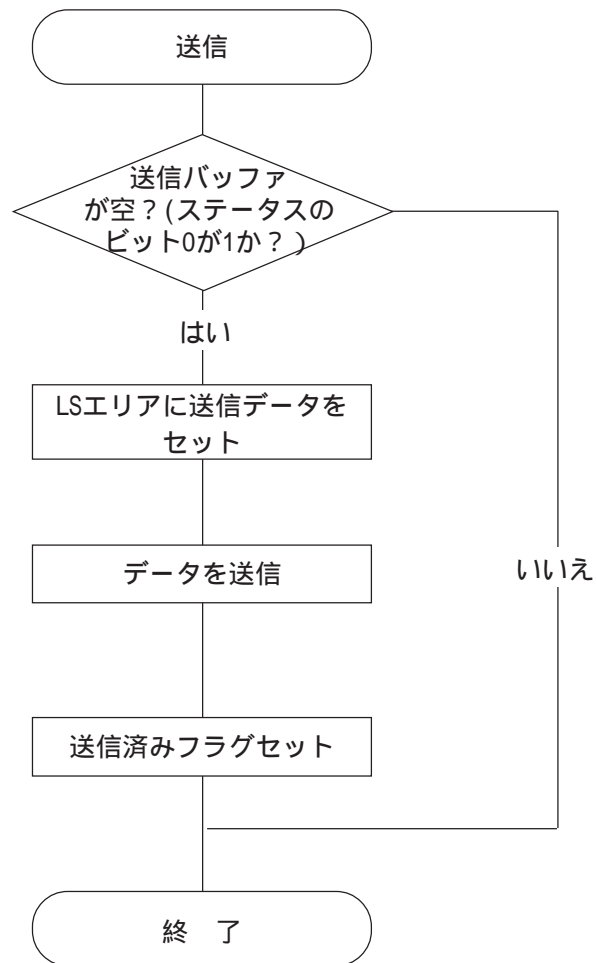 送信
送信バッファ
が空？(ステータスの
ビット0が1か？)
はい
LSエリアに送信データを
セット
データを送信
いいえ
送信済みフラグセット
終　了